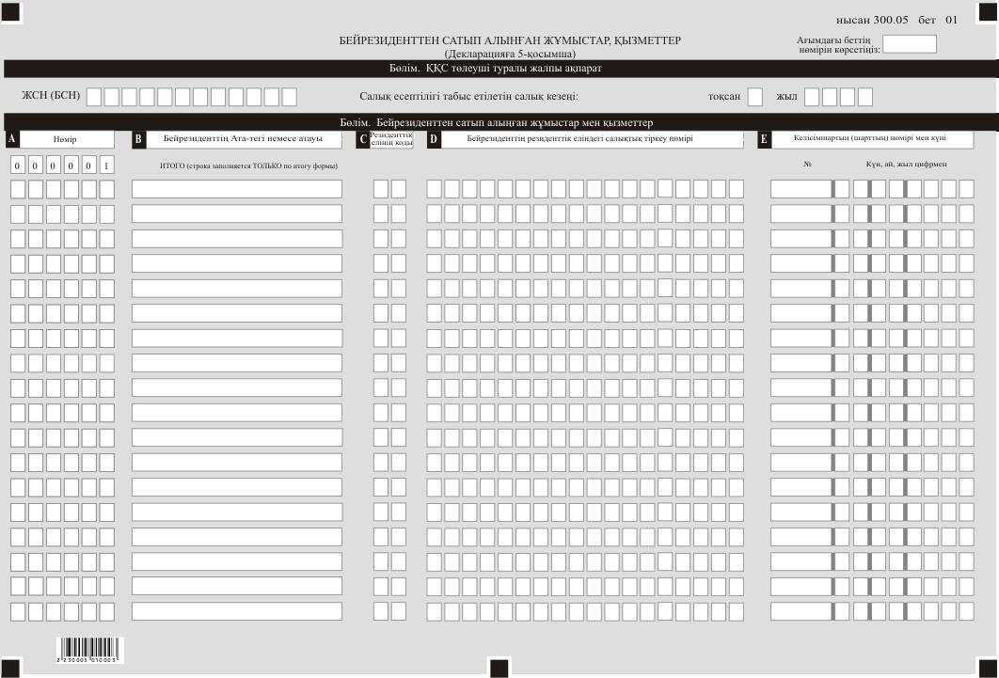 нысан 300.05 бет 01
БЕЙРЕЗИДЕНТТЕН САТЫП АЛЫНҒАН ЖҰМЫСТАР, ҚЫЗМЕТТЕР
(Декларацияға 5-қосымша)
Ағымдағы беттің
нөмірін көрсетіңіз:
Бөлім. ҚҚС төлеуші туралы жалпы ақпарат
ЖСН (БСН)
Салық есептілігі табыс етілетін салық кезеңі:
тоқсан
жыл
Бөлім. Бейрезиденттен сатып алынған жұмыстар мен қызметтер
A Нөмір
B Бейрезиденттің Ата-тегі немесе атауы
C Резиденттік
елінің коды
D Бейрезиденттің резиденттік еліндегі салықтық тіркеу нөмірі
E Келісімшартың (шарттың) нөмірі мен күні
0 0 0 0 0 1
ИТОГО (строка заполняется ТОЛЬКО по итогу формы)
№
Күн, ай, жыл цифрмен
2 230005 010003